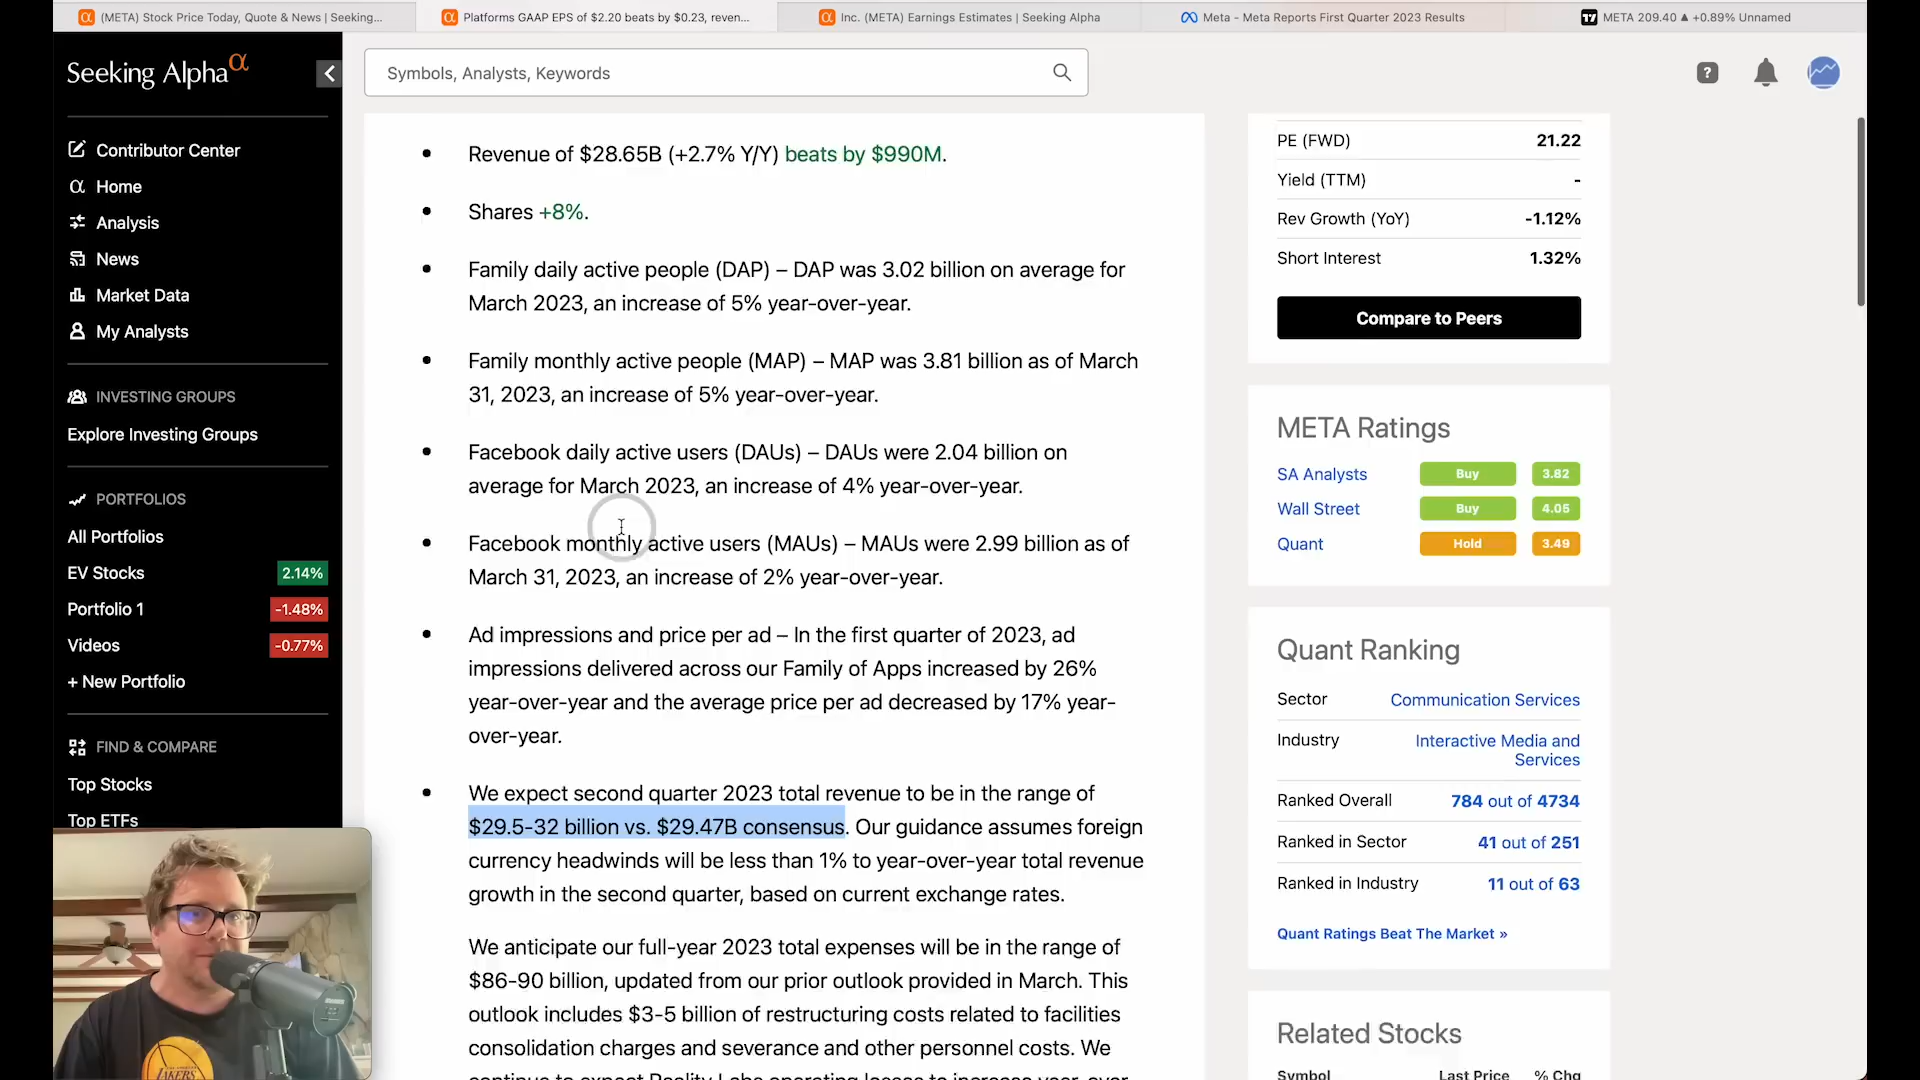 (META) Stock Price Today, Quote & News | Seeking...
Platforms GAAP EPS of $2.20 beats by $0.23, reven...
Inc. (META) Earnings Estimates | Seeking Alpha
Meta - Meta Reports First Quarter 2023 Results
META 209.40 ▲ +0.89% Unnamed
Seeking Alpha α
Symbols, Analysts, Keywords
Contributor Center
Home
Analysis
News
Market Data
My Analysts
INVESTING GROUPS
Explore Investing Groups
PORTFOLIOS
All Portfolios
EV Stocks 2.14%
Portfolio 1 -1.48%
Videos -0.77%
+ New Portfolio
FIND & COMPARE
Top Stocks
Top ETFs
• Revenue of $28.65B (+2.7% Y/Y) beats by $990M.
• Shares +8%.
• Family daily active people (DAP) – DAP was 3.02 billion on average for
March 2023, an increase of 5% year-over-year.
• Family monthly active people (MAP) – MAP was 3.81 billion as of March
31, 2023, an increase of 5% year-over-year.
• Facebook daily active users (DAUs) – DAUs were 2.04 billion on
average for March 2023, an increase of 4% year-over-year.
• Facebook monthly active users (MAUs) – MAUs were 2.99 billion as of
March 31, 2023, an increase of 2% year-over-year.
• Ad impressions and price per ad – In the first quarter of 2023, ad
impressions delivered across our Family of Apps increased by 26%
year-over-year and the average price per ad decreased by 17% year-
over-year.
• We expect second quarter 2023 total revenue to be in the range of
$29.5-32 billion vs. $29.47B consensus. Our guidance assumes foreign
currency headwinds will be less than 1% to year-over-year total revenue
growth in the second quarter, based on current exchange rates.
We anticipate our full-year 2023 total expenses will be in the range of
$86-90 billion, updated from our prior outlook provided in March. This
outlook includes $3-5 billion of restructuring costs related to facilities
consolidation charges and severance and other personnel costs. We
continue to expect Reality Labs operating losses to increase year-over-
PE (FWD) 21.22
Yield (TTM) -
Rev Growth (YoY) -1.12%
Short Interest 1.32%
Compare to Peers
META Ratings
SA Analysts Buy 3.82
Wall Street Buy 4.05
Quant Hold 3.49
Quant Ranking
Sector Communication Services
Industry Interactive Media and
Services
Ranked Overall 784 out of 4734
Ranked in Sector 41 out of 251
Ranked in Industry 11 out of 63
Quant Ratings Beat The Market »
Related Stocks
Symbol Last Price % Chg
LAKERS